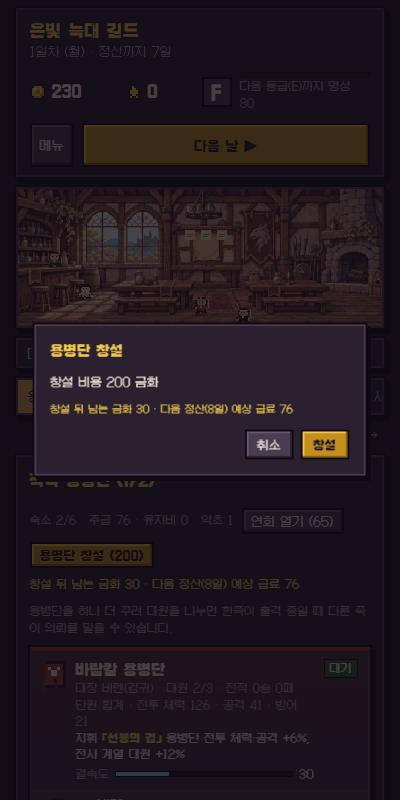 은빛 늑대 길드
1일차 (월) · 정산까지 7일
230
0
F
다음 등급(E)까지 명성
80
메뉴
다음 날 ▶
용병단 창설
창설 비용 200 금화
창설 뒤 남는 금화 30 · 다음 정산(8일) 예상 급료 76
취소
창설
숙소 2/6 주급 76 · 유지비 0 약초 1
연회 열기 (65)
용병단 창설 (200)
창설 뒤 남는 금화 30 · 다음 정산(8일) 예상 급료 76
용병단을 하나 더 꾸려 대원을 나누면 한쪽이 출격 중일 때 다른 쪽
이 의뢰를 맡을 수 있습니다.
바람칼 용병단
대기
대장 비렌(검귀) · 대원 2/3 · 전적 0승 0패
단원 합계 · 전투 체력 126 · 공격 41 · 방어
21
지휘 「선봉의 검」 용병단 전투 체력·공격 +6%,
전사 계열 대원 +12%
결속도
30